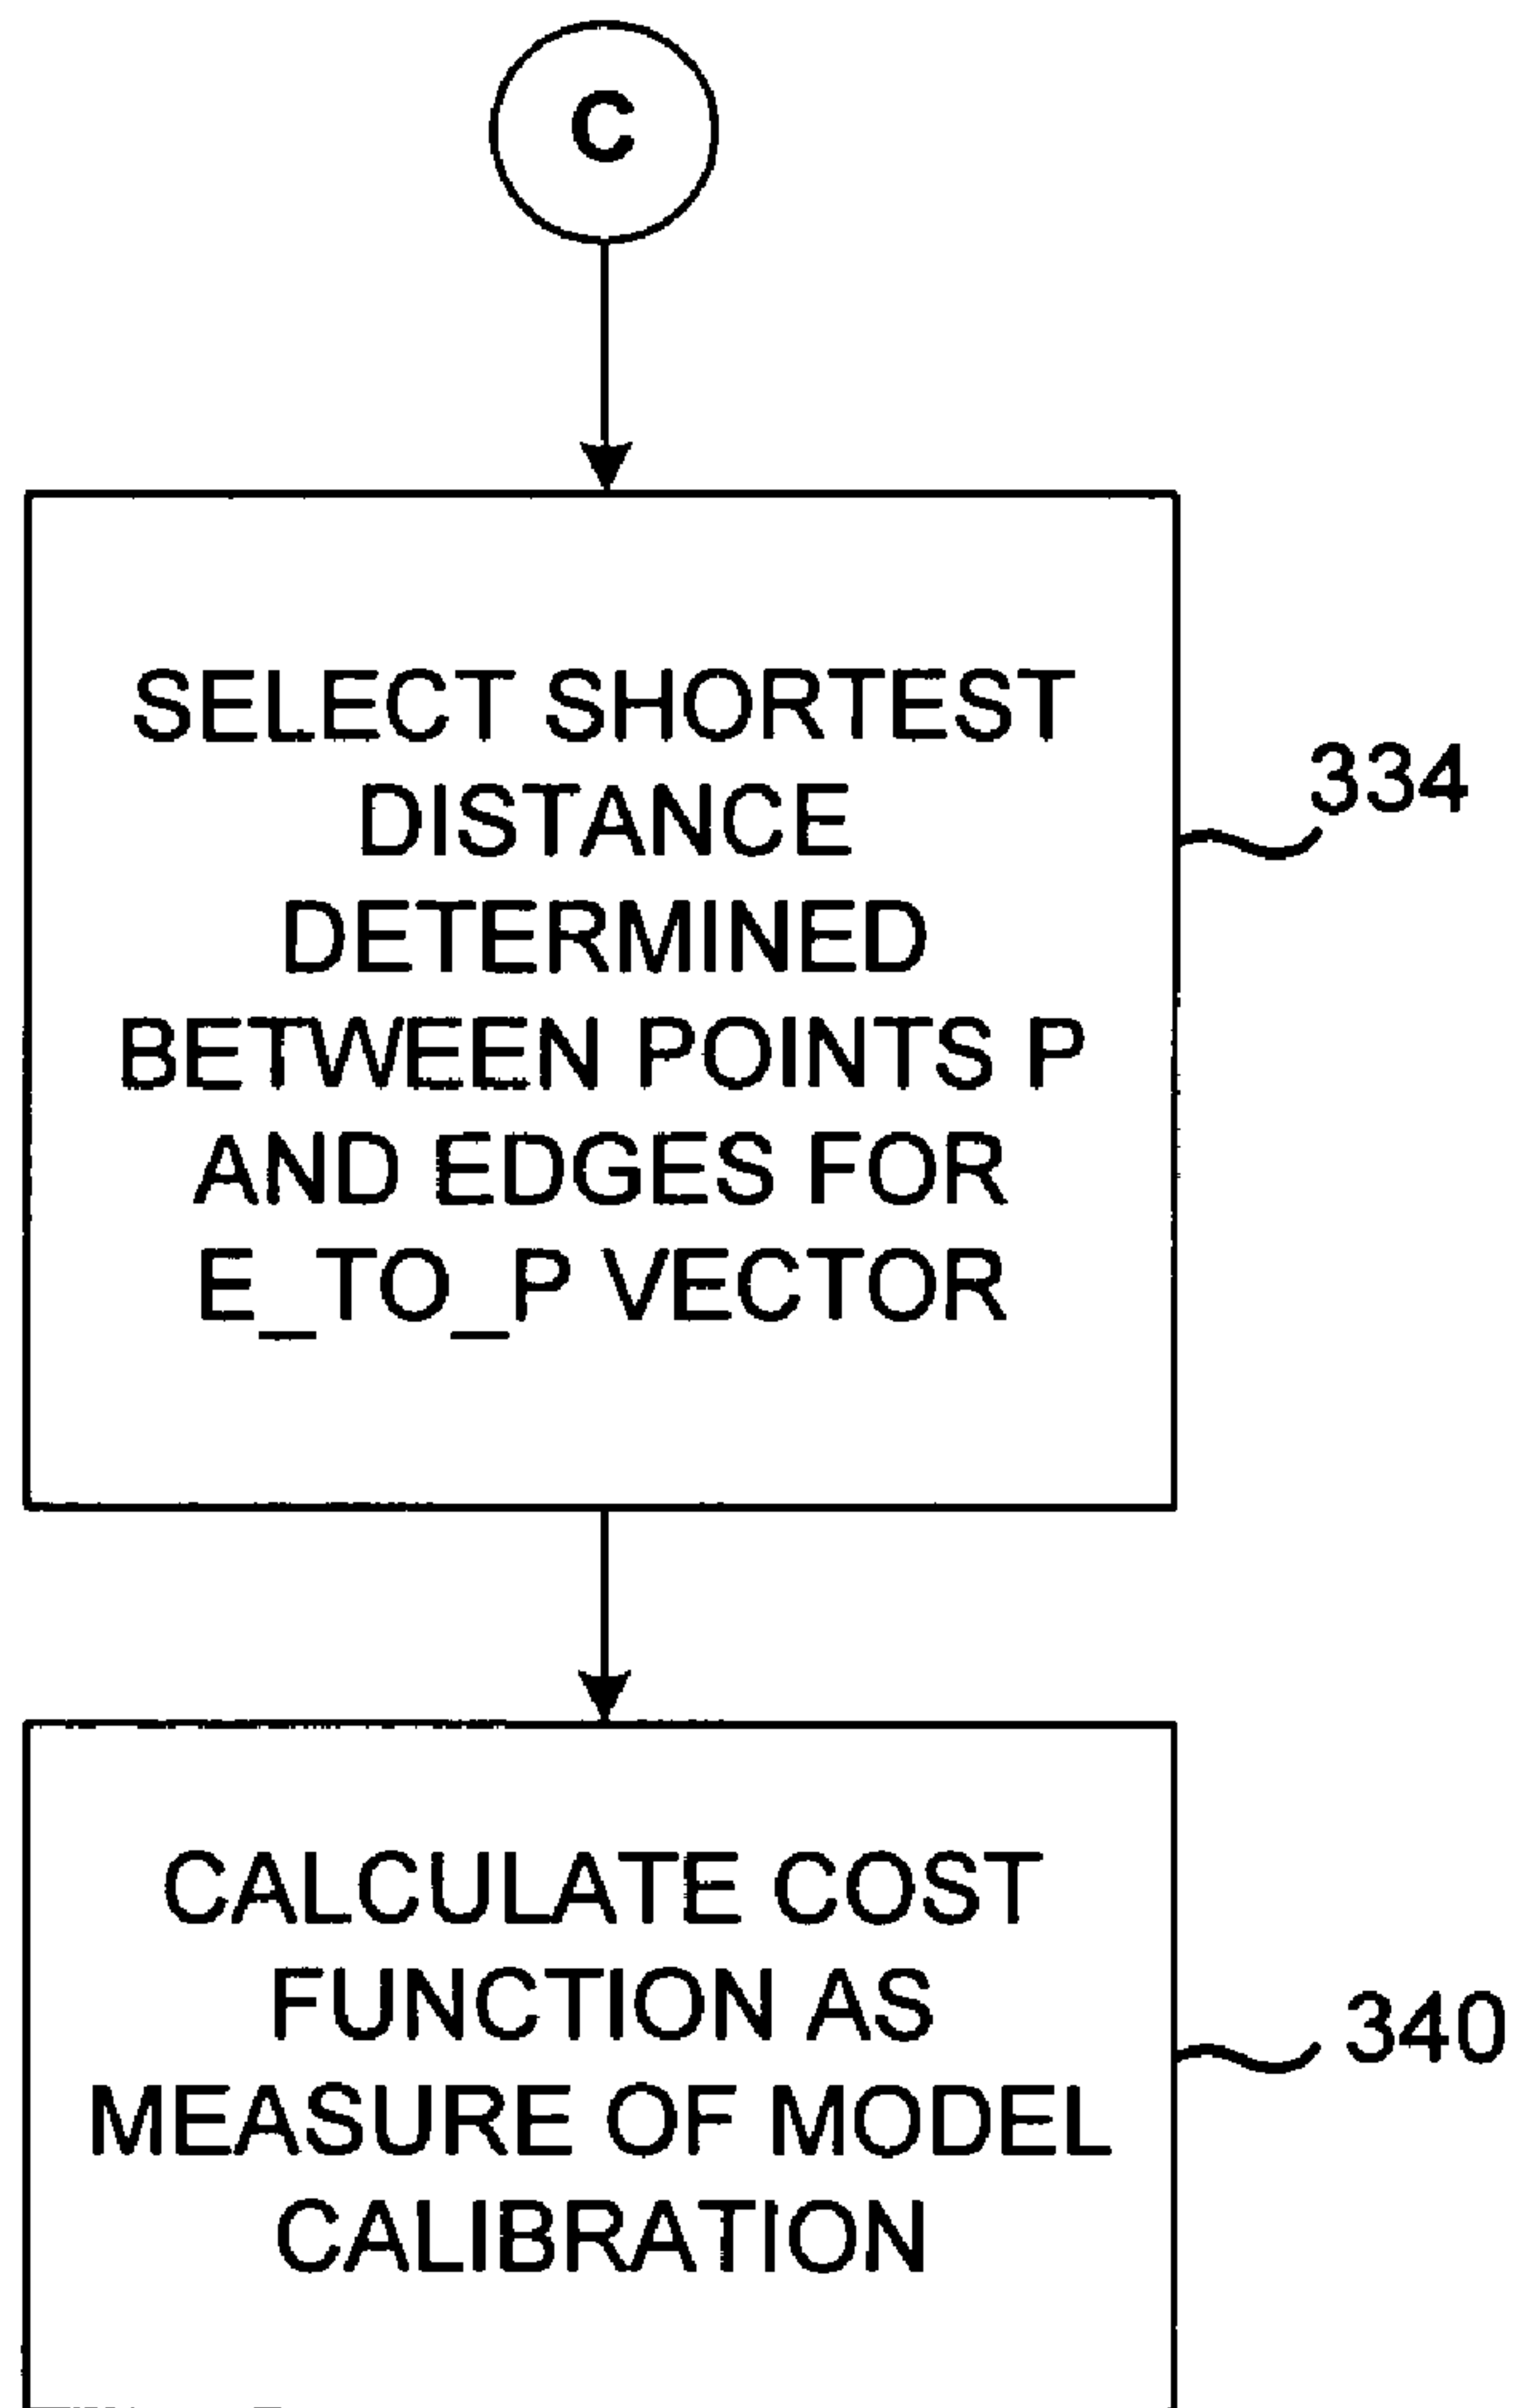 C
SELECT SHORTEST
DISTANCE
DETERMINED
BETWEEN POINTS P
AND EDGES FOR
E_TO_P VECTOR
334
CALCULATE COST
FUNCTION AS
MEASURE OF MODEL
CALIBRATION
340